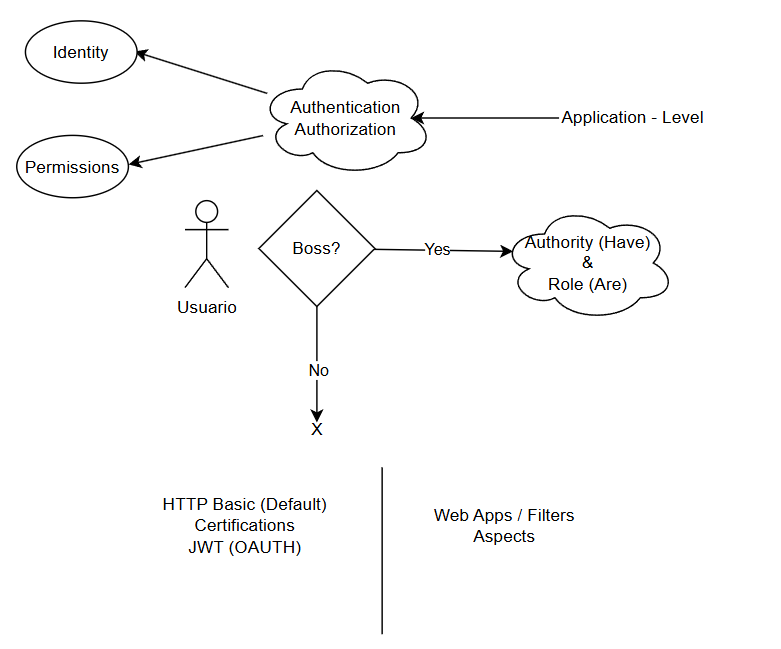 Identity
Authentication
Authorization
Application - Level
Permissions
Boss?
Yes
Authority (Have)
&
Role (Are)
Usuario
No
X
HTTP Basic (Default)
Certifications
JWT (OAUTH)
Web Apps / Filters
Aspects